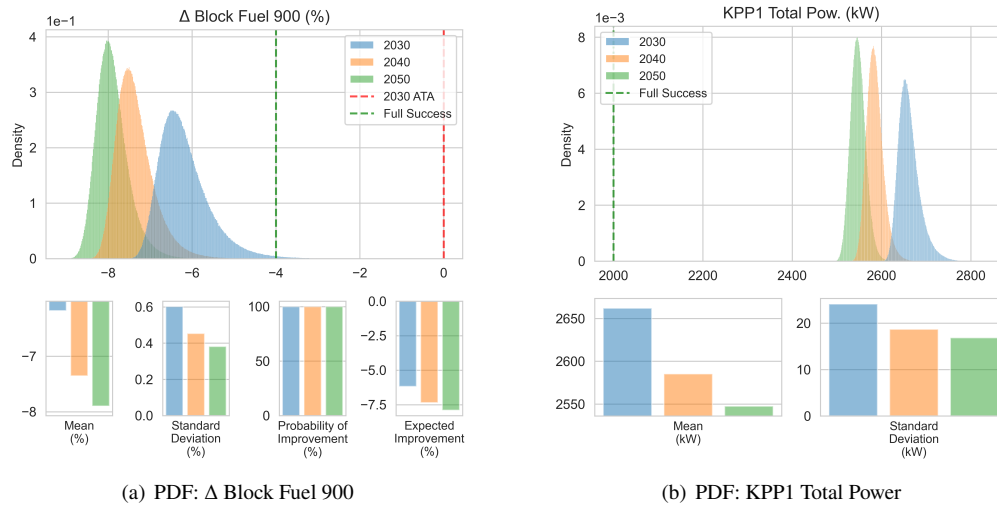 Δ Block Fuel 900 (%)
1e−1
4
3
2
1
0
Density
−8
−6
−4
−2
0
2030
2040
2050
2030 ATA
Full Success
−7
−8
Mean
(%)
0.6
0.4
0.2
0.0
Standard
Deviation
(%)
100
50
0
Probability of
Improvement
(%)
0.0
−2.5
−5.0
−7.5
Expected
Improvement
(%)
(a) PDF: Δ Block Fuel 900
KPP1 Total Pow. (kW)
1e−3
8
6
4
2
0
Density
2000
2200
2400
2600
2800
2030
2040
2050
Full Success
2650
2600
2550
Mean
(kW)
20
10
0
Standard
Deviation
(kW)
(b) PDF: KPP1 Total Power